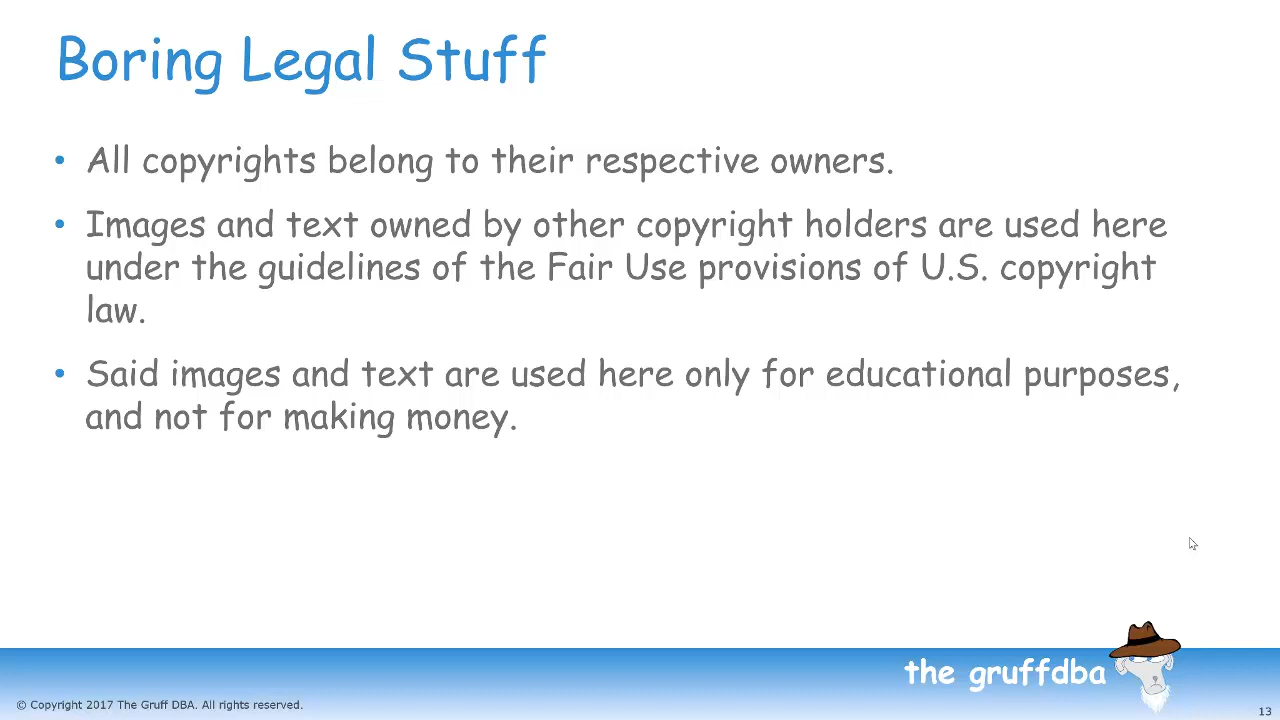 Boring Legal Stuff
• All copyrights belong to their respective owners.
• Images and text owned by other copyright holders are used here
under the guidelines of the Fair Use provisions of U.S. copyright
law.
• Said images and text are used here only for educational purposes,
and not for making money.
the gruffdba
© Copyright 2017 The Gruff DBA. All rights reserved.
13